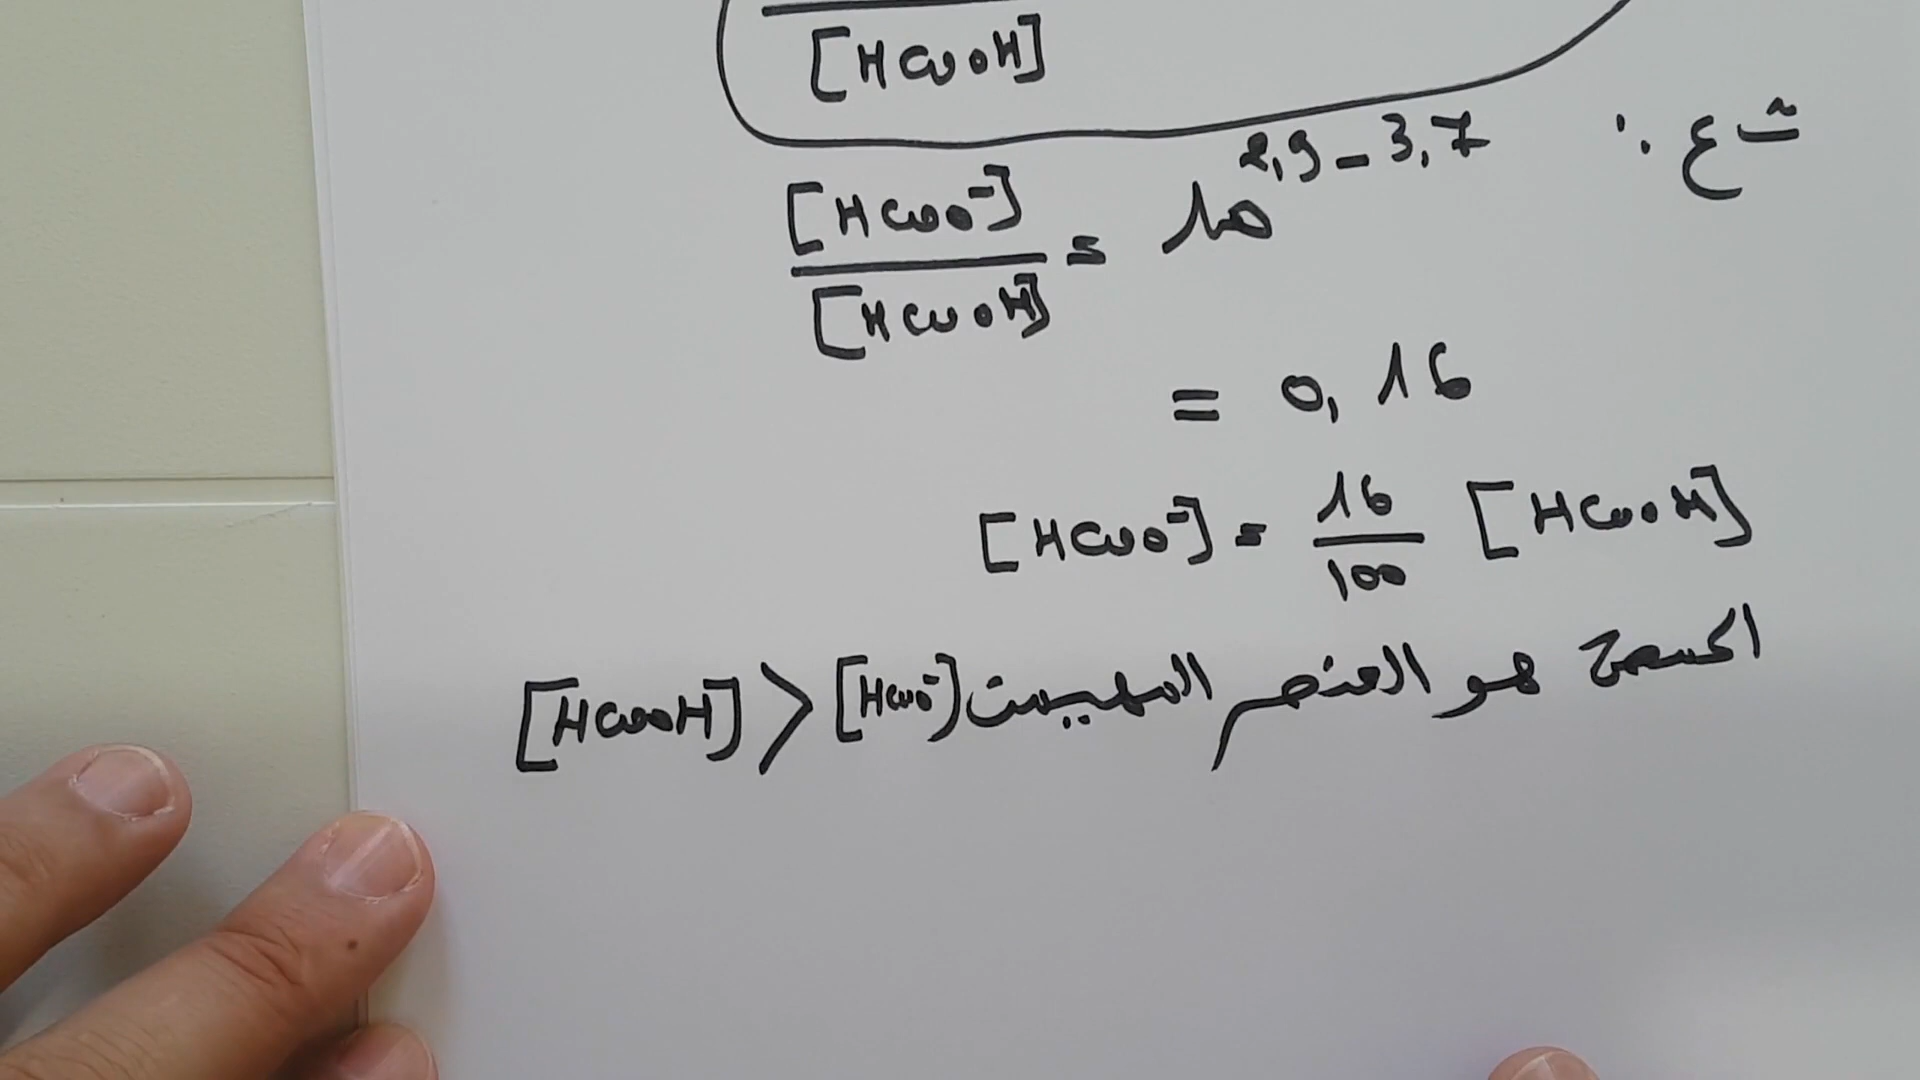 [HCOOH]
ت ع :
[HCOO⁻] / [HCOOH] = 10^(2,9 - 3,7)
= 0,16
[HCOO⁻] = 16/100 [HCOOH]
الحمض هو العنصر المهيمن [HCOOH] > [HCOO⁻]